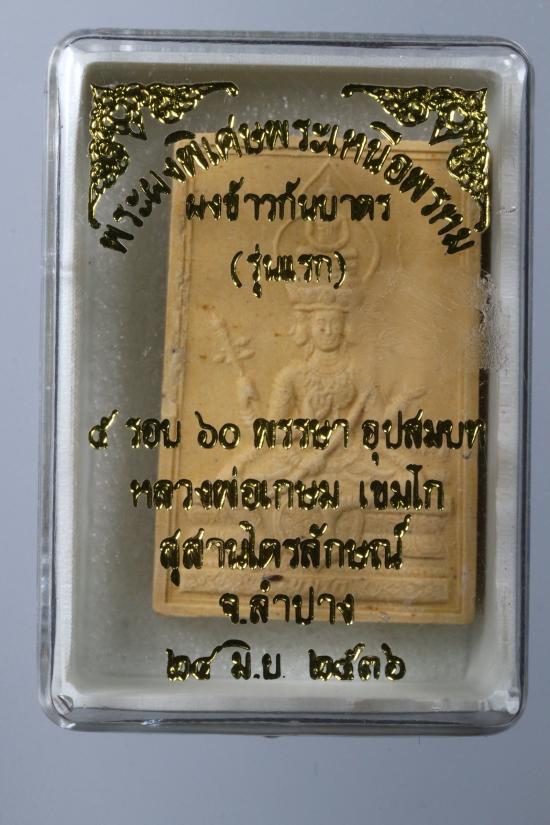 พระผงพิเศษพระเหนือพรหม
ผงข้าวก้นบาตร
(รุ่นแรก)
๕ รอบ ๖๐ พรรษา อุปสมบท
หลวงพ่อเกษม เขมโก
สุสานไตรลักษณ์
จ.ลำปาง
๒๔ มิ.ย. ๒๕๓๖